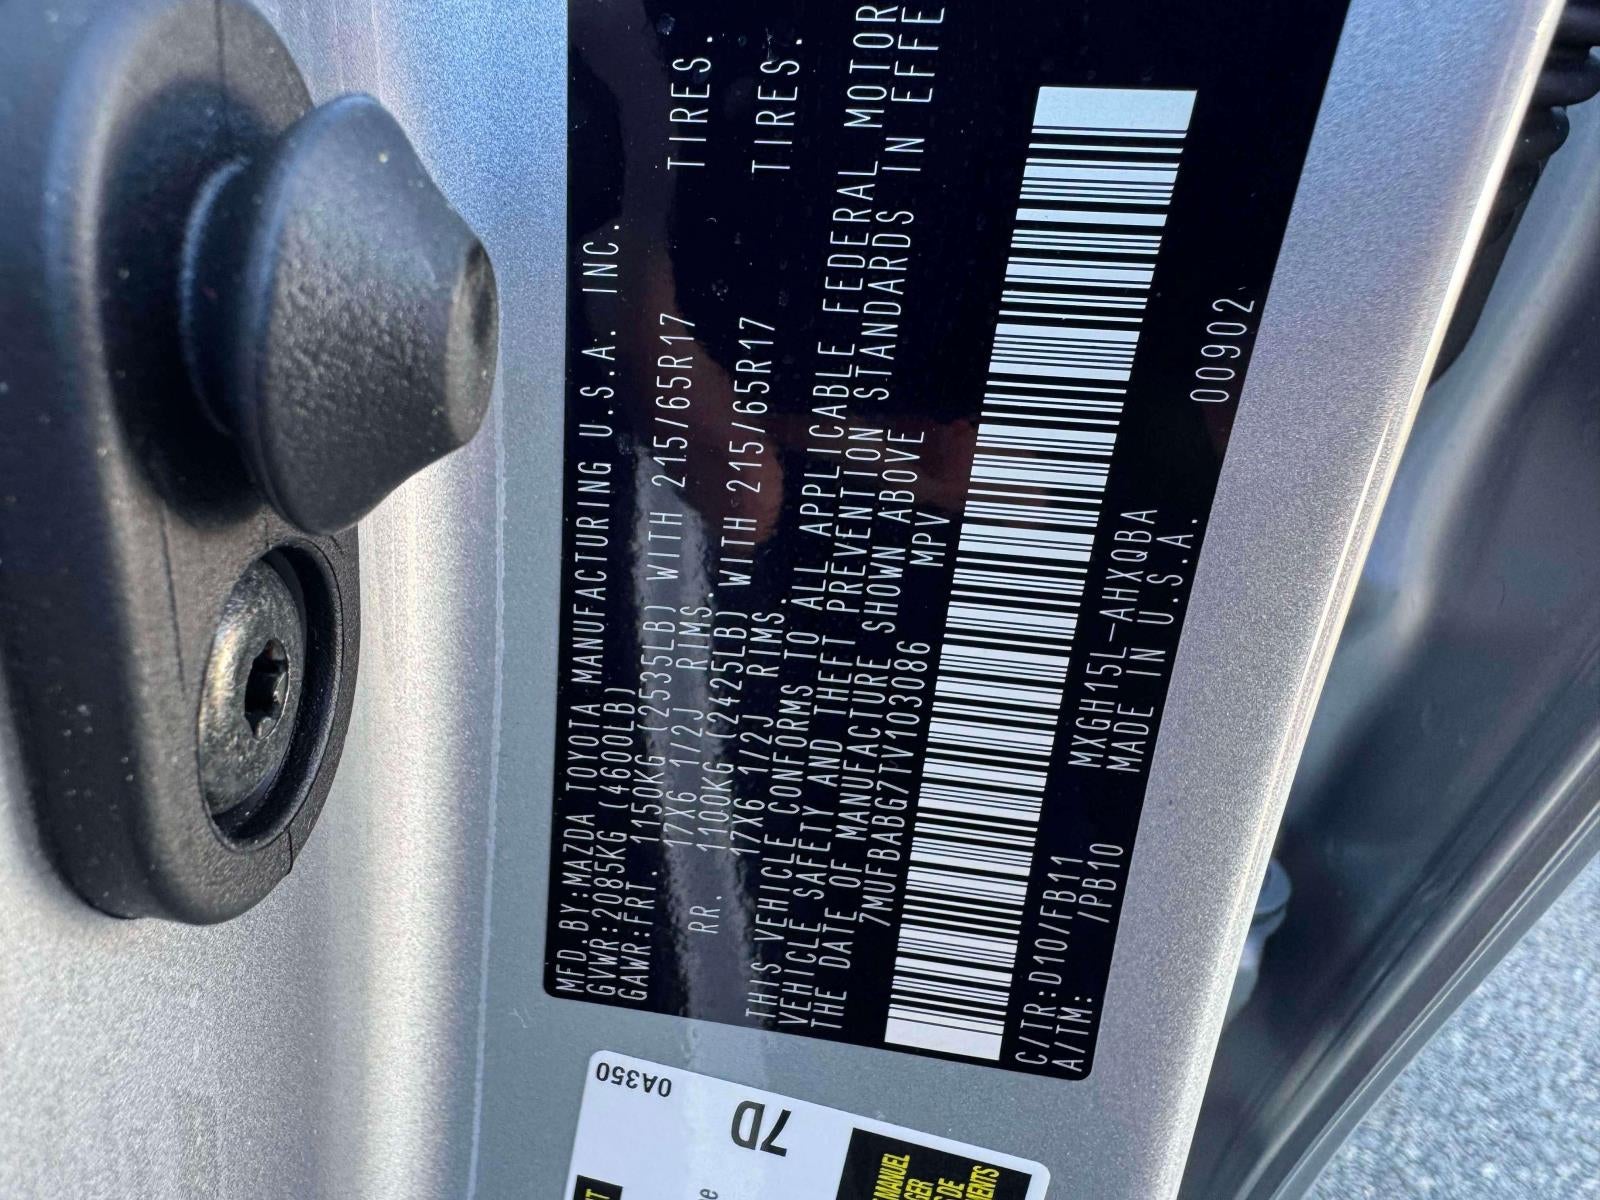 MFD.BY:MAZDA TOYOTA MANUFACTURING U.S.A. INC.
GVWR:2085KG(4600LB)
GAWR:FRT. 1150KG(2535LB) WITH 215/65R17 TIRES.
17X6 1/2J RIMS.
RR. 1100KG(2425LB) WITH 215/65R17 TIRES.
17X6 1/2J RIMS.
THIS VEHICLE CONFORMS TO ALL APPLICABLE FEDERAL MOTOR
VEHICLE SAFETY AND THEFT PREVENTION STANDARDS IN EFFE
THE DATE OF MANUFACTURE SHOWN ABOVE
7MUFBABG7TV103086 MPV
C/TR:D10/FB11 MXGH15L-AHXQBA
A/TM: /PB10 MADE IN U.S.A. 00902
0A350
7D
MANUEL